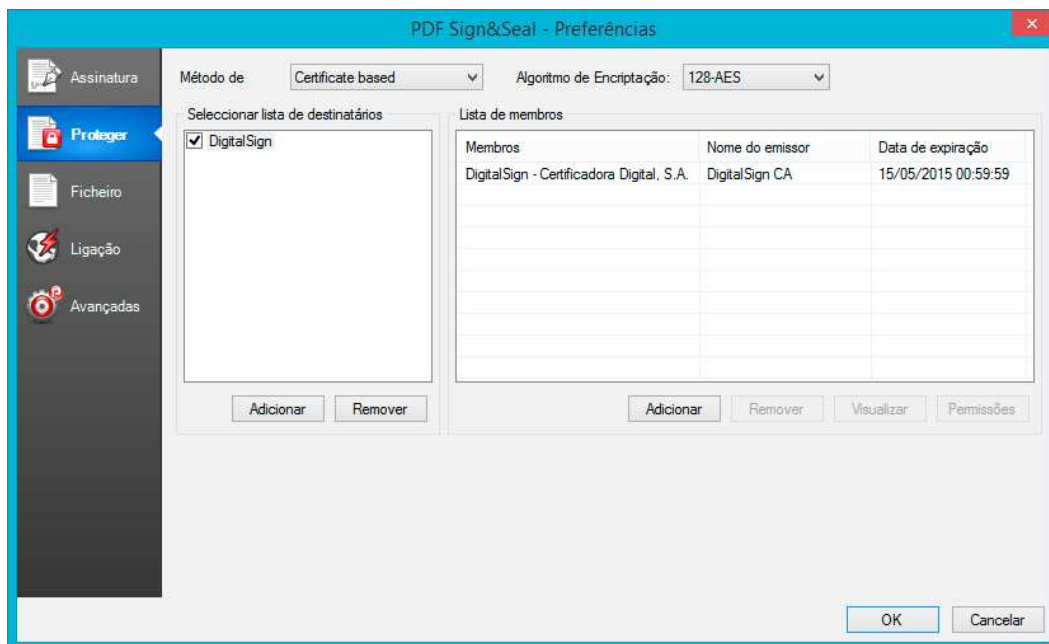 PDF Sign&Seal - Preferências
Assinatura
Proteger
Ficheiro
Ligação
Avançadas
Método de Certificate based Algoritmo de Encriptação: 128-AES
Seleccionar lista de destinatários
DigitalSign
Adicionar Remover
Lista de membros
Membros Nome do emissor Data de expiração
DigitalSign - Certificadora Digital, S.A. DigitalSign CA 15/05/2015 00:59:59
Adicionar Remover Visualizar Permissões
OK Cancelar